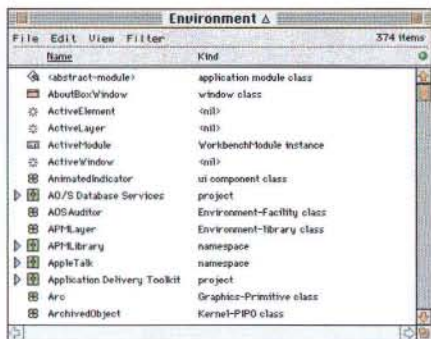 Environment
File Edit View Filter 374 items
Name Kind
<abstract-module> application module class
AboutBoxWindow window class
ActiveElement <nil>
ActiveLayer <nil>
ActiveModule WorkbenchModule instance
ActiveWindow <nil>
AnimatedIndicator ui component class
AO/S Database Services project
AOSAuditor Environment-Facility class
APMLayer Environment-library class
APMLibrary namespace
AppleTalk namespace
Application Delivery Toolkit project
Arc Graphics-Primitive class
ArchivedObject Kernel-PIPO class